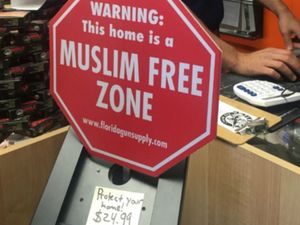 WARNING:
This home is a
MUSLIM FREE
ZONE
www.floridagunsupply.com
Protect your
home!
$24.99